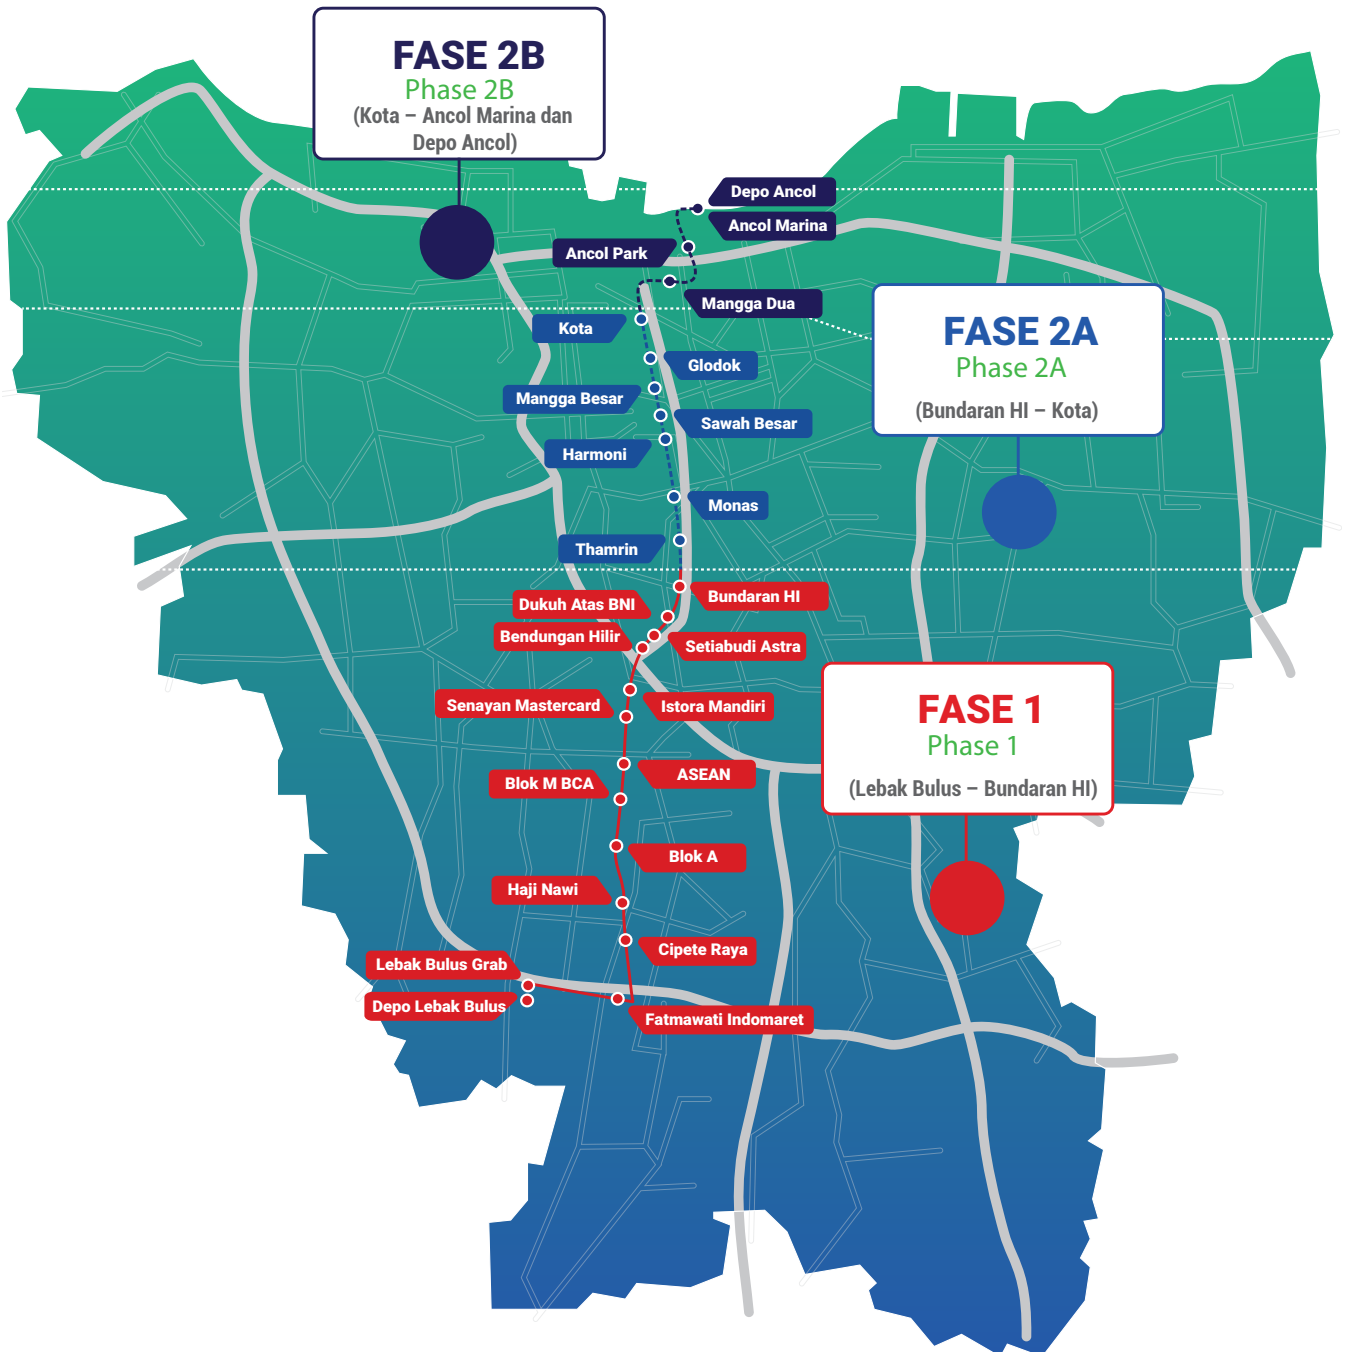 FASE 2B
Phase 2B
(Kota – Ancol Marina dan
Depo Ancol)
Depo Ancol
Ancol Marina
Ancol Park
Mangga Dua
FASE 2A
Phase 2A
(Bundaran HI – Kota)
Kota
Glodok
Mangga Besar
Sawah Besar
Harmoni
Monas
Thamrin
Bundaran HI
Dukuh Atas BNI
Bendungan Hilir
Setiabudi Astra
Senayan Mastercard
Istora Mandiri
FASE 1
Phase 1
(Lebak Bulus – Bundaran HI)
ASEAN
Blok M BCA
Blok A
Haji Nawi
Cipete Raya
Lebak Bulus Grab
Depo Lebak Bulus
Fatmawati Indomaret